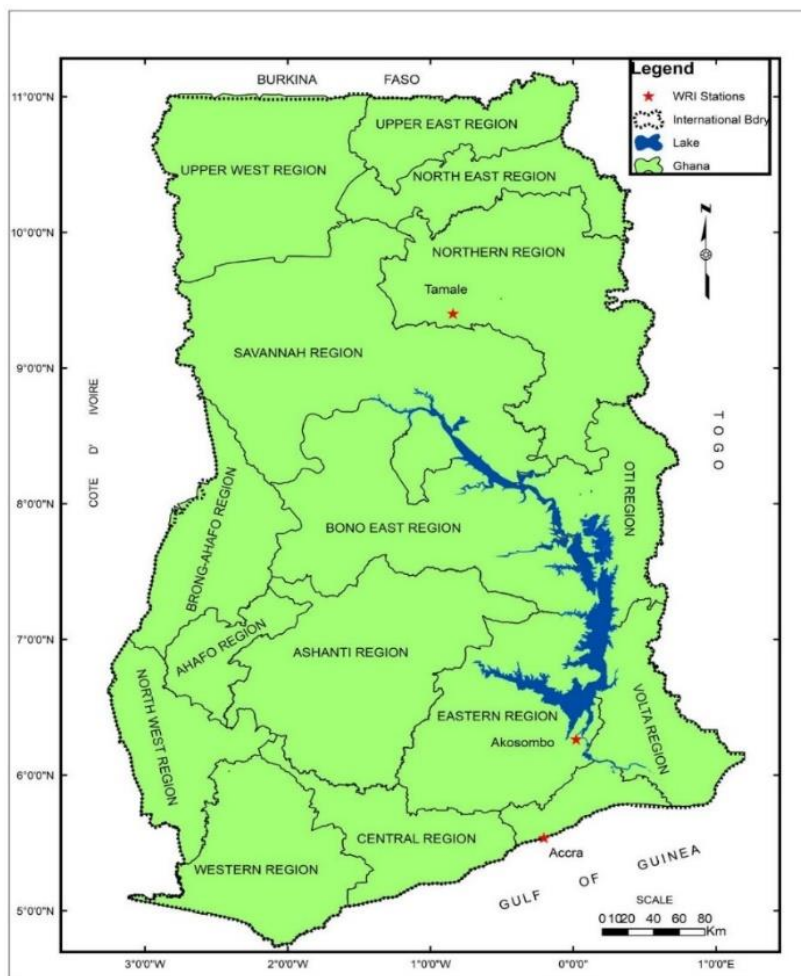 BURKINA FASO
Legend
WRI Stations
International Bdry
Lake
Ghana
11°0'0"N
10°0'0"N
9°0'0"N
8°0'0"N
7°0'0"N
6°0'0"N
5°0'0"N
UPPER EAST REGION
UPPER WEST REGION
NORTH EAST REGION
N
NORTHERN REGION
Tamale
SAVANNAH REGION
COTE D' IVOIRE
TOGO
OTI REGION
BRONG-AHAFO REGION
BONO EAST REGION
AHAFO REGION
ASHANTI REGION
NORTH WEST REGION
EASTERN REGION
VOLTA REGION
Akosombo
CENTRAL REGION
WESTERN REGION
Accra
GULF OF GUINEA
SCALE
0 10 20 40 60 80
Km
3°0'0"W 2°0'0"W 1°0'0"W 0°0'0" 1°0'0"E